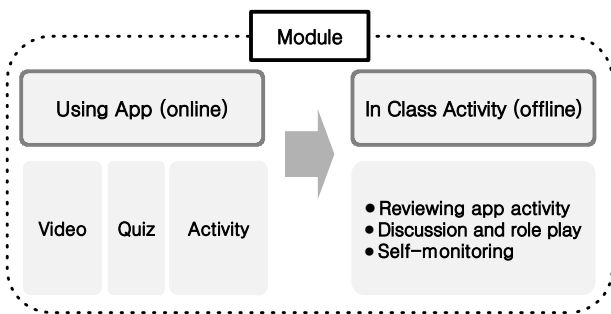 Module
Using App (online)
In Class Activity (offline)
Video
Quiz
Activity
● Reviewing app activity
● Discussion and role play
● Self-monitoring